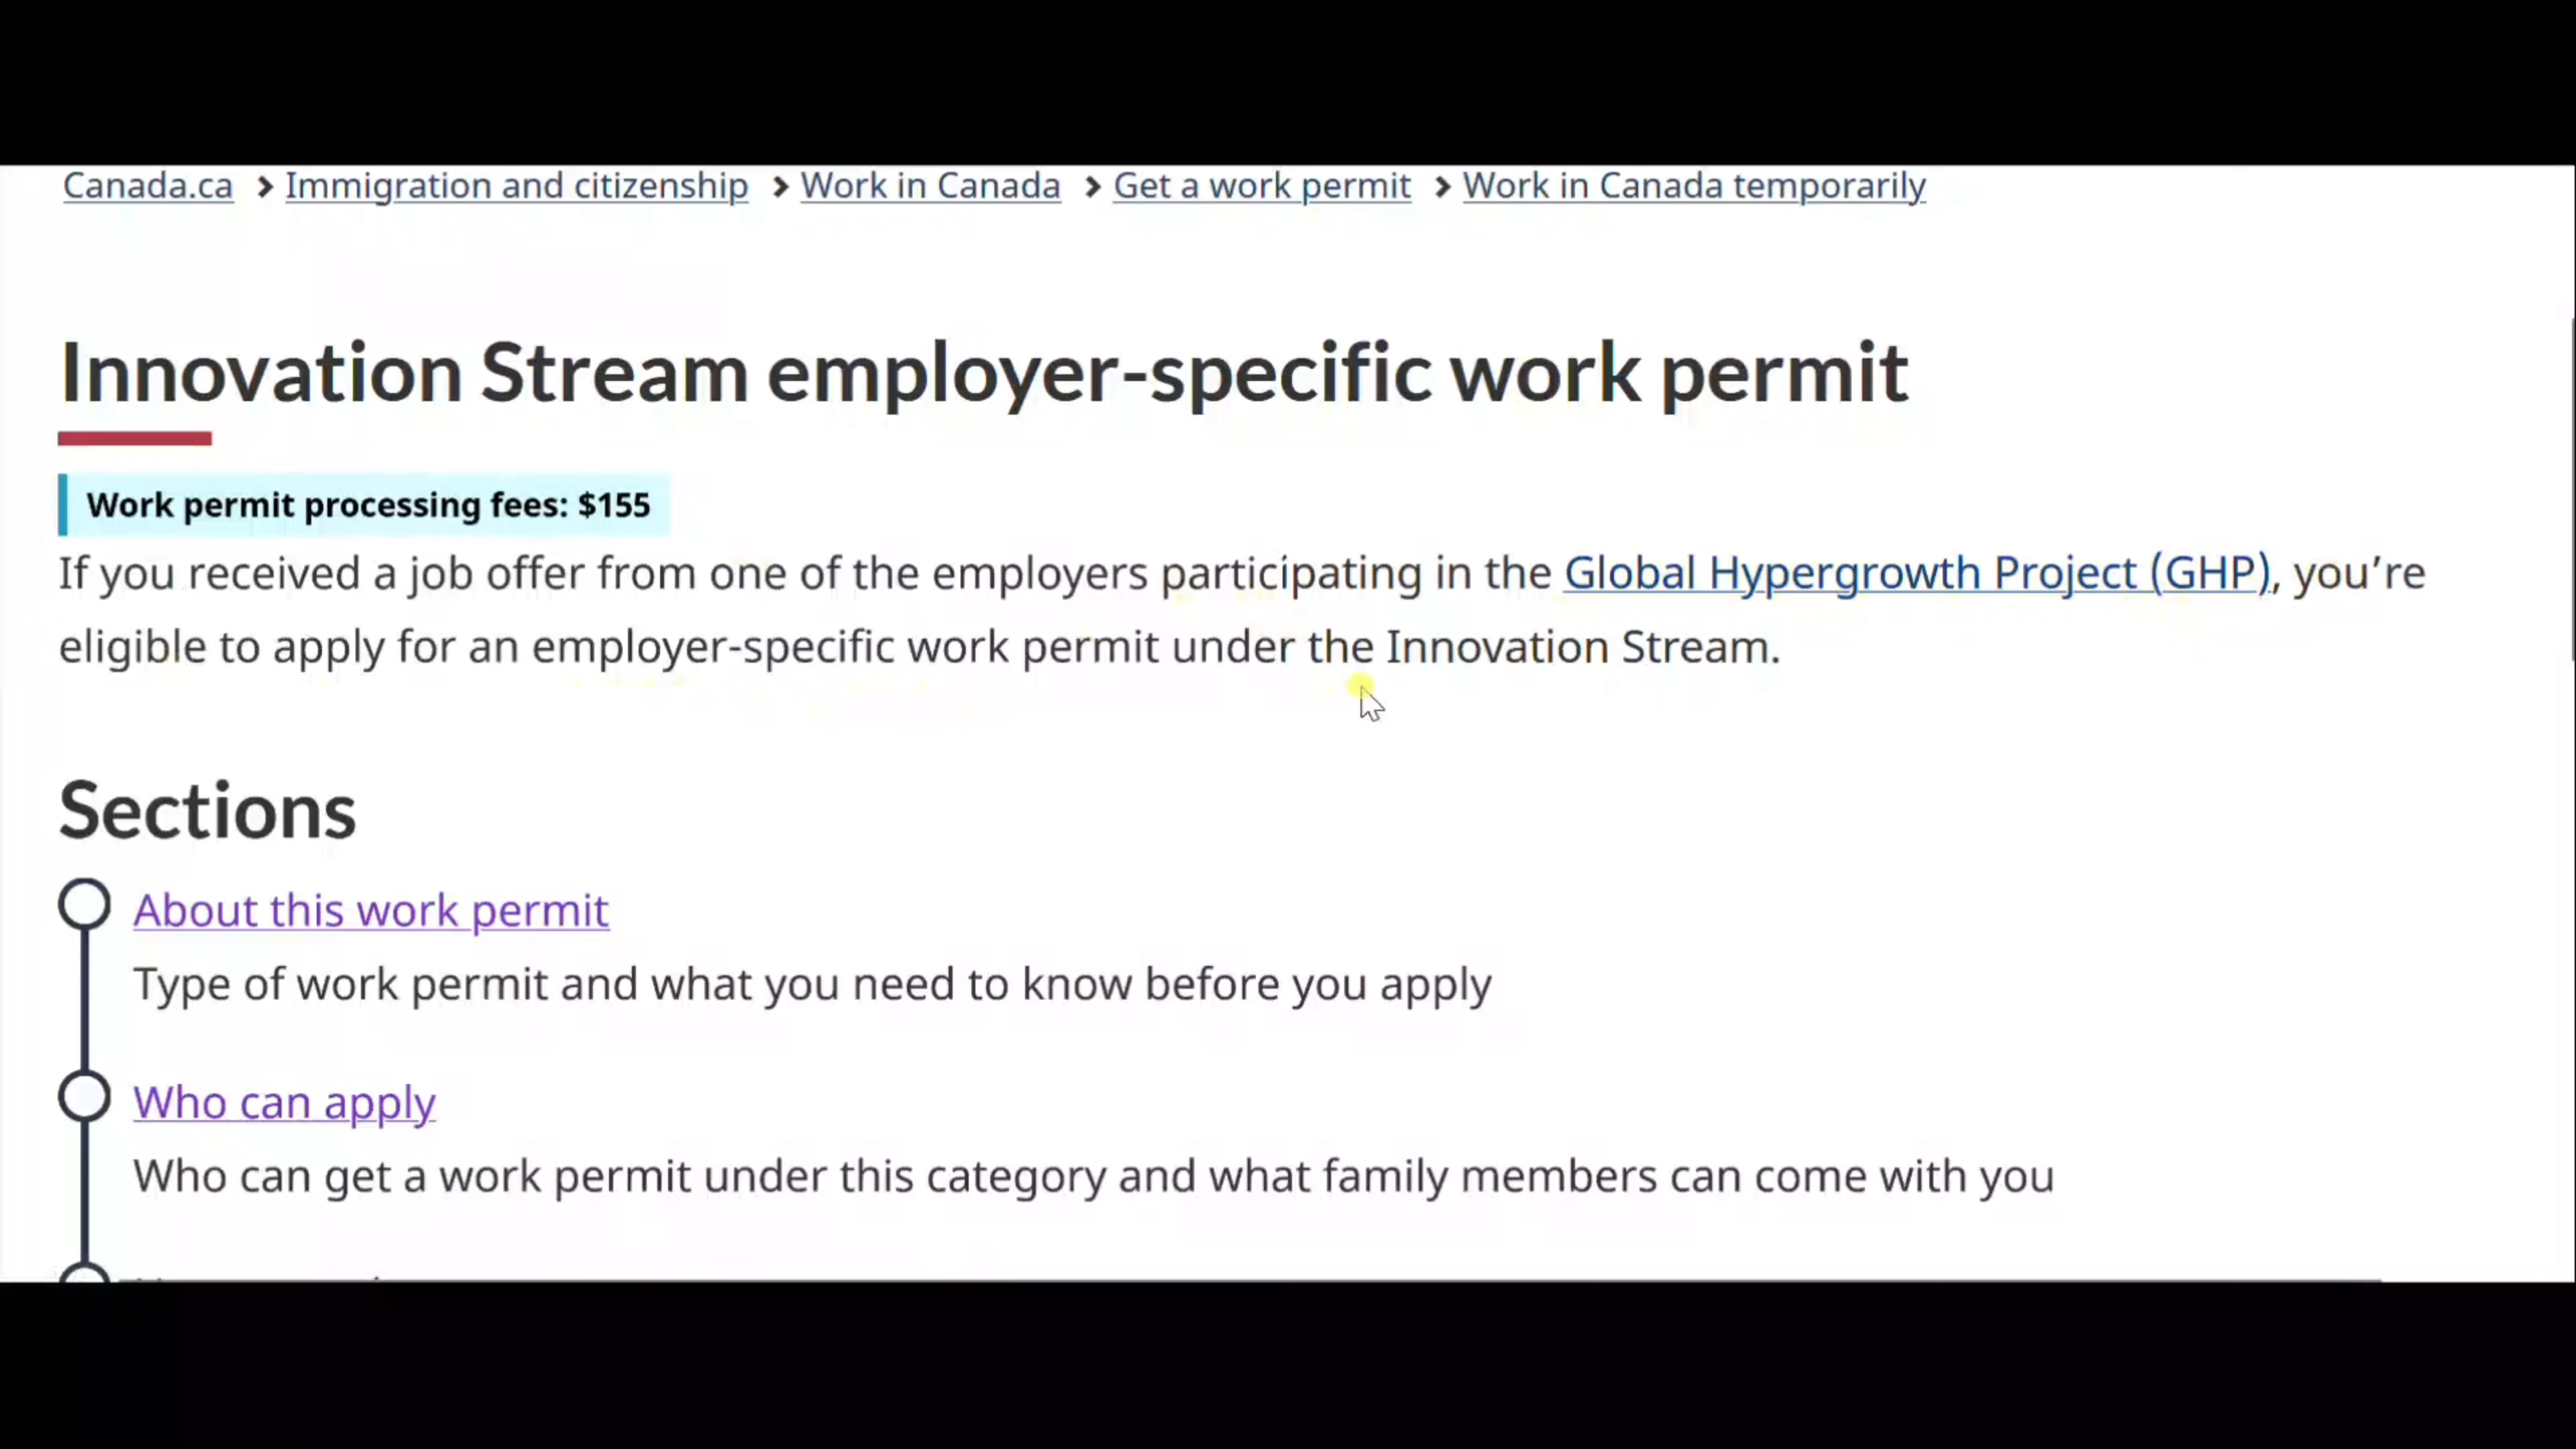 Canada.ca > Immigration and citizenship > Work in Canada > Get a work permit > Work in Canada temporarily
Innovation Stream employer-specific work permit
Work permit processing fees: $155
If you received a job offer from one of the employers participating in the Global Hypergrowth Project (GHP), you’re
eligible to apply for an employer-specific work permit under the Innovation Stream.
Sections
About this work permit
Type of work permit and what you need to know before you apply
Who can apply
Who can get a work permit under this category and what family members can come with you